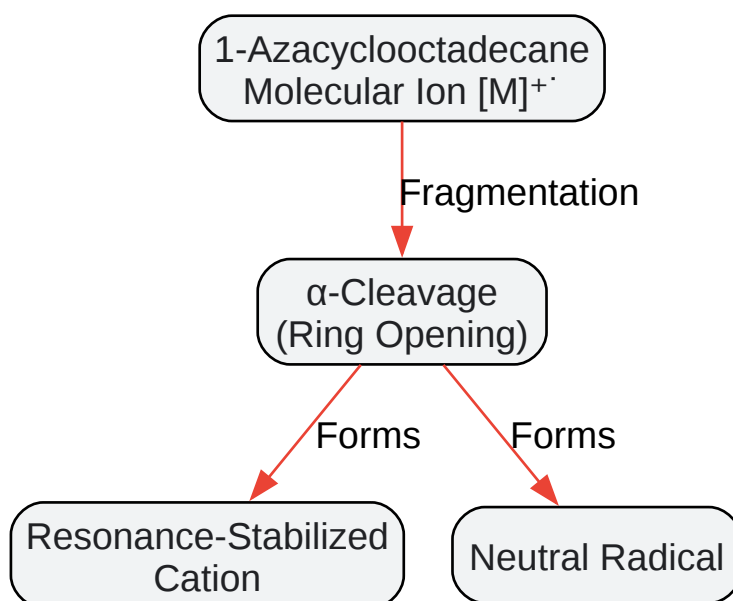 1-Azacyclooctadecane
Molecular Ion [M]⁺˙
Fragmentation
α-Cleavage
(Ring Opening)
Forms
Forms
Resonance-Stabilized
Cation
Neutral Radical